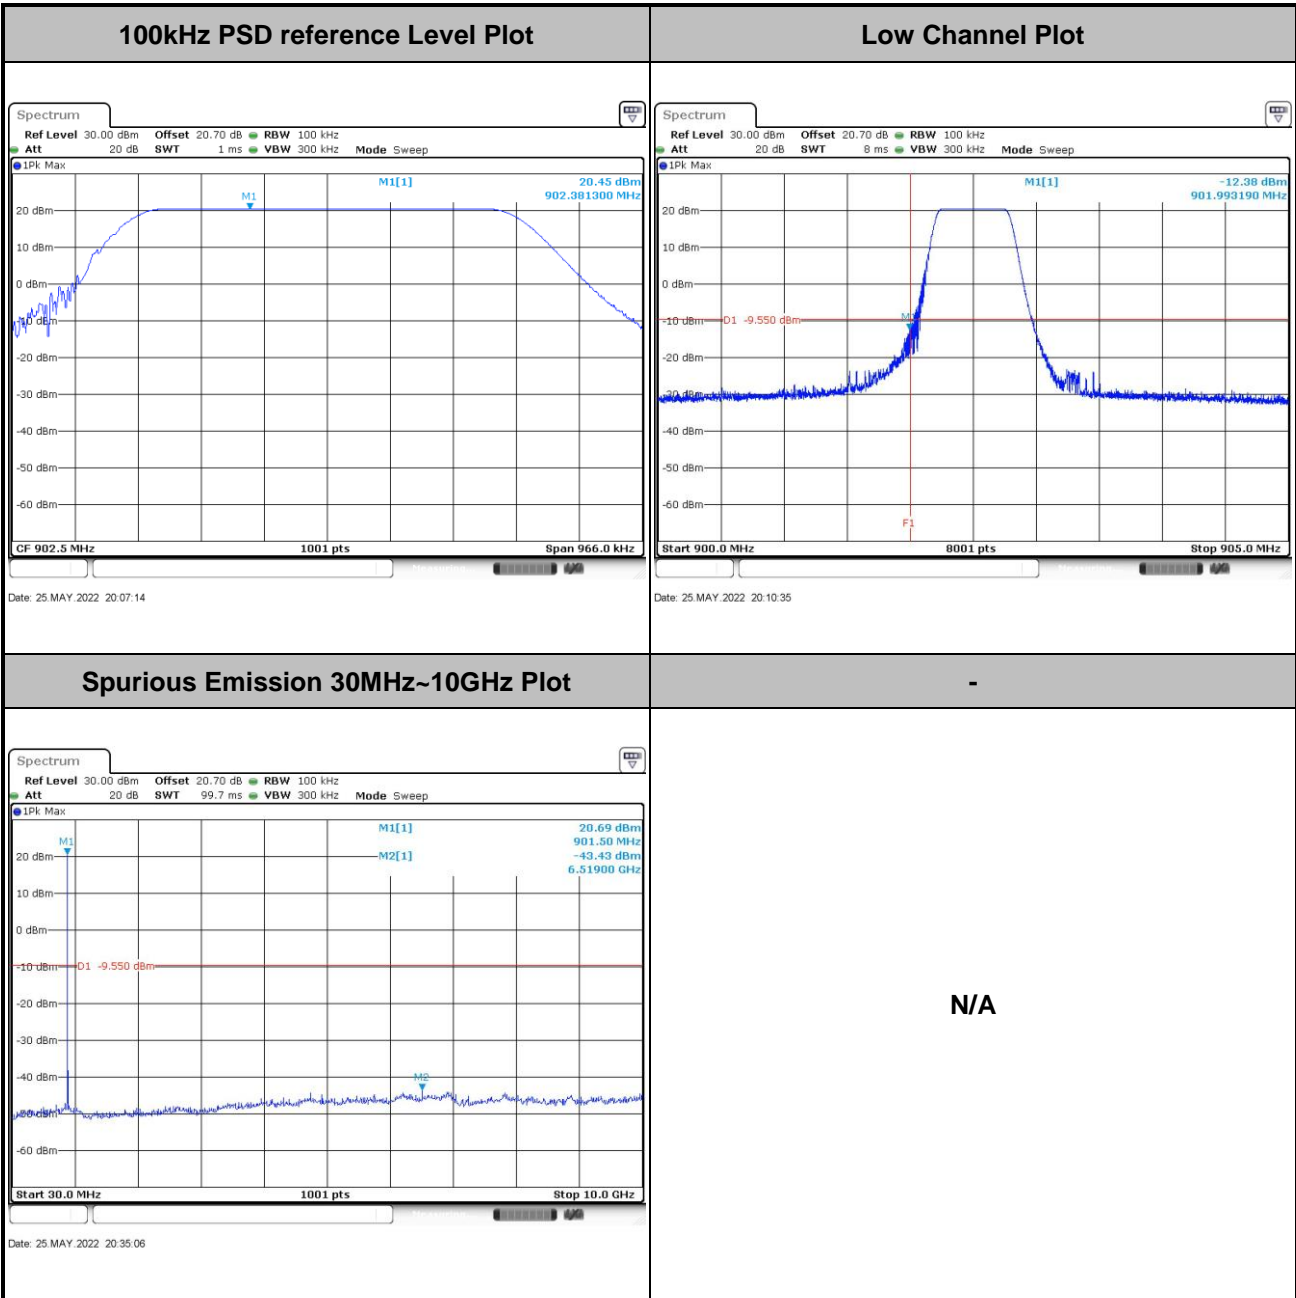 100kHz PSD reference Level Plot
Low Channel Plot
Spectrum
Ref Level 30.00 dBm Offset 20.70 dB RBW 100 kHz
Att 20 dB SWT 1 ms VBW 300 kHz Mode Sweep
1Pk Max
M1[1] 20.45 dBm
902.381300 MHz
M1
20 dBm
10 dBm
0 dBm
-10 dBm
-20 dBm
-30 dBm
-40 dBm
-50 dBm
-60 dBm
CF 902.5 MHz 1001 pts Span 966.0 kHz
Date: 25.MAY.2022 20:07:14
Spectrum
Ref Level 30.00 dBm Offset 20.70 dB RBW 100 kHz
Att 20 dB SWT 8 ms VBW 300 kHz Mode Sweep
1Pk Max
M1[1] -12.38 dBm
901.993190 MHz
20 dBm
10 dBm
0 dBm
-10 dBm D1 -9.550 dBm
-20 dBm
-30 dBm
-40 dBm
-50 dBm
-60 dBm
F1
Start 900.0 MHz 8001 pts Stop 905.0 MHz
Date: 25.MAY.2022 20:10:35
Spurious Emission 30MHz~10GHz Plot
-
Spectrum
Ref Level 30.00 dBm Offset 20.70 dB RBW 100 kHz
Att 20 dB SWT 99.7 ms VBW 300 kHz Mode Sweep
1Pk Max
M1[1] 20.69 dBm
901.50 MHz
M1
20 dBm M2[1] -43.43 dBm
6.51900 GHz
10 dBm
0 dBm
-10 dBm D1 -9.550 dBm
-20 dBm
-30 dBm
-40 dBm
M2
-50 dBm
-60 dBm
Start 30.0 MHz 1001 pts Stop 10.0 GHz
Date: 25.MAY.2022 20:35:06
N/A